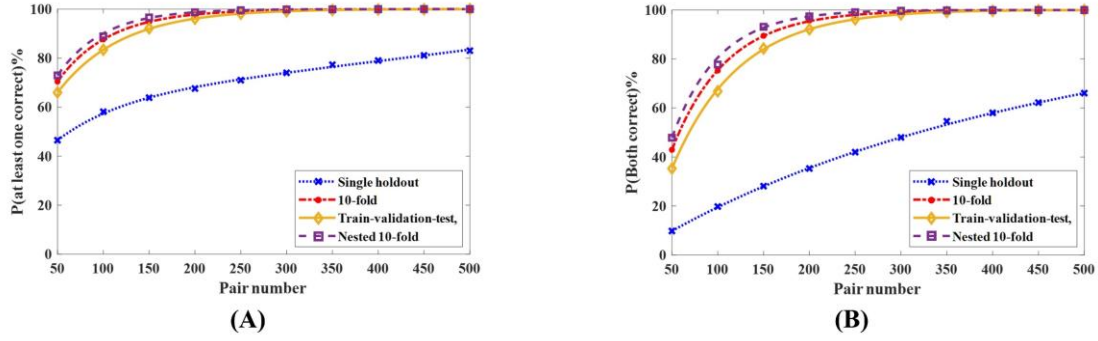 P(at least one correct)%
100
80
60
40
20
0
50 100 150 200 250 300 350 400 450 500
Pair number
Single holdout
10-fold
Train-validation-test,
Nested 10-fold
(A)
P(Both correct)%
100
80
60
40
20
0
50 100 150 200 250 300 350 400 450 500
Pair number
Single holdout
10-fold
Train-validation-test,
Nested 10-fold
(B)